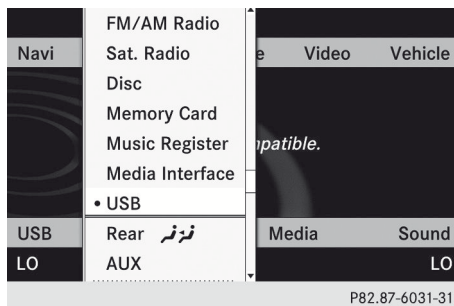 FM/AM Radio
Navi Sat. Radio e Video Vehicle
Disc
Memory Card
Music Register patible.
Media Interface
• USB
USB Rear Media Sound
LO AUX LO
P82.87-6031-31